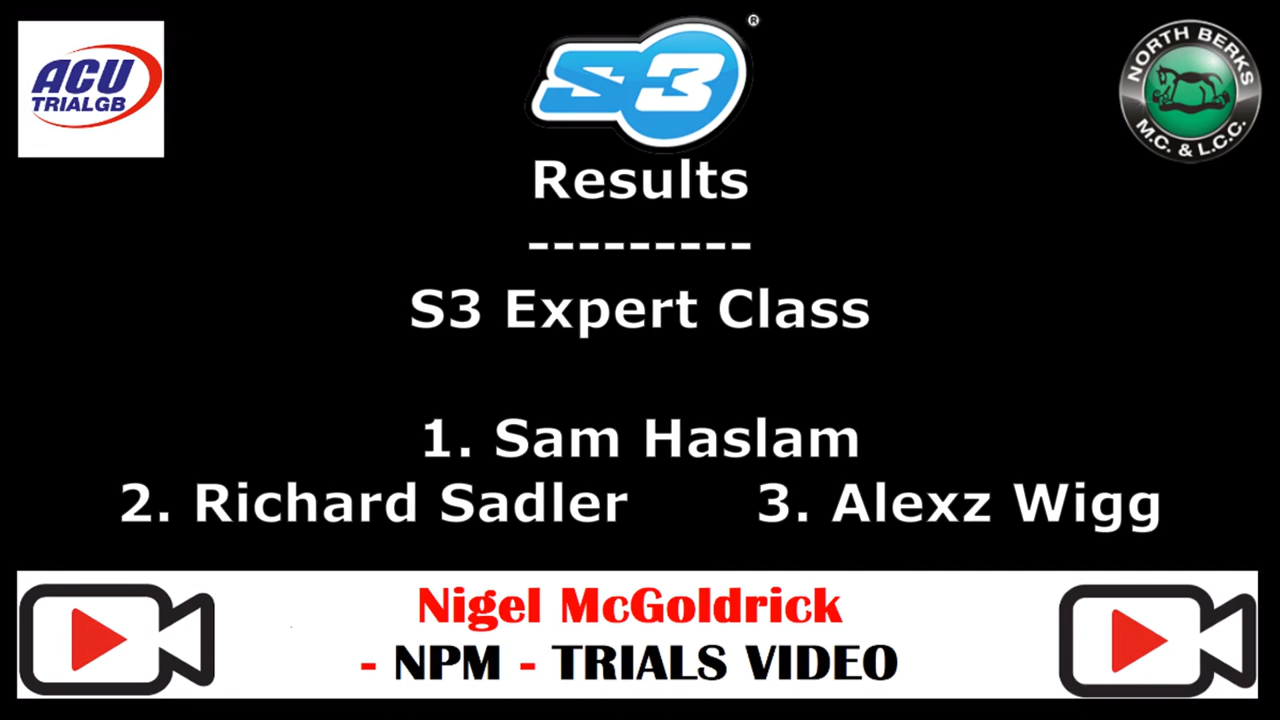 ACU
TRIALGB
S3
®
NORTH BERKS
M.C. & L.C.C.
Results
---------
S3 Expert Class
1. Sam Haslam
2. Richard Sadler 3. Alexz Wigg
Nigel McGoldrick
- NPM - TRIALS VIDEO